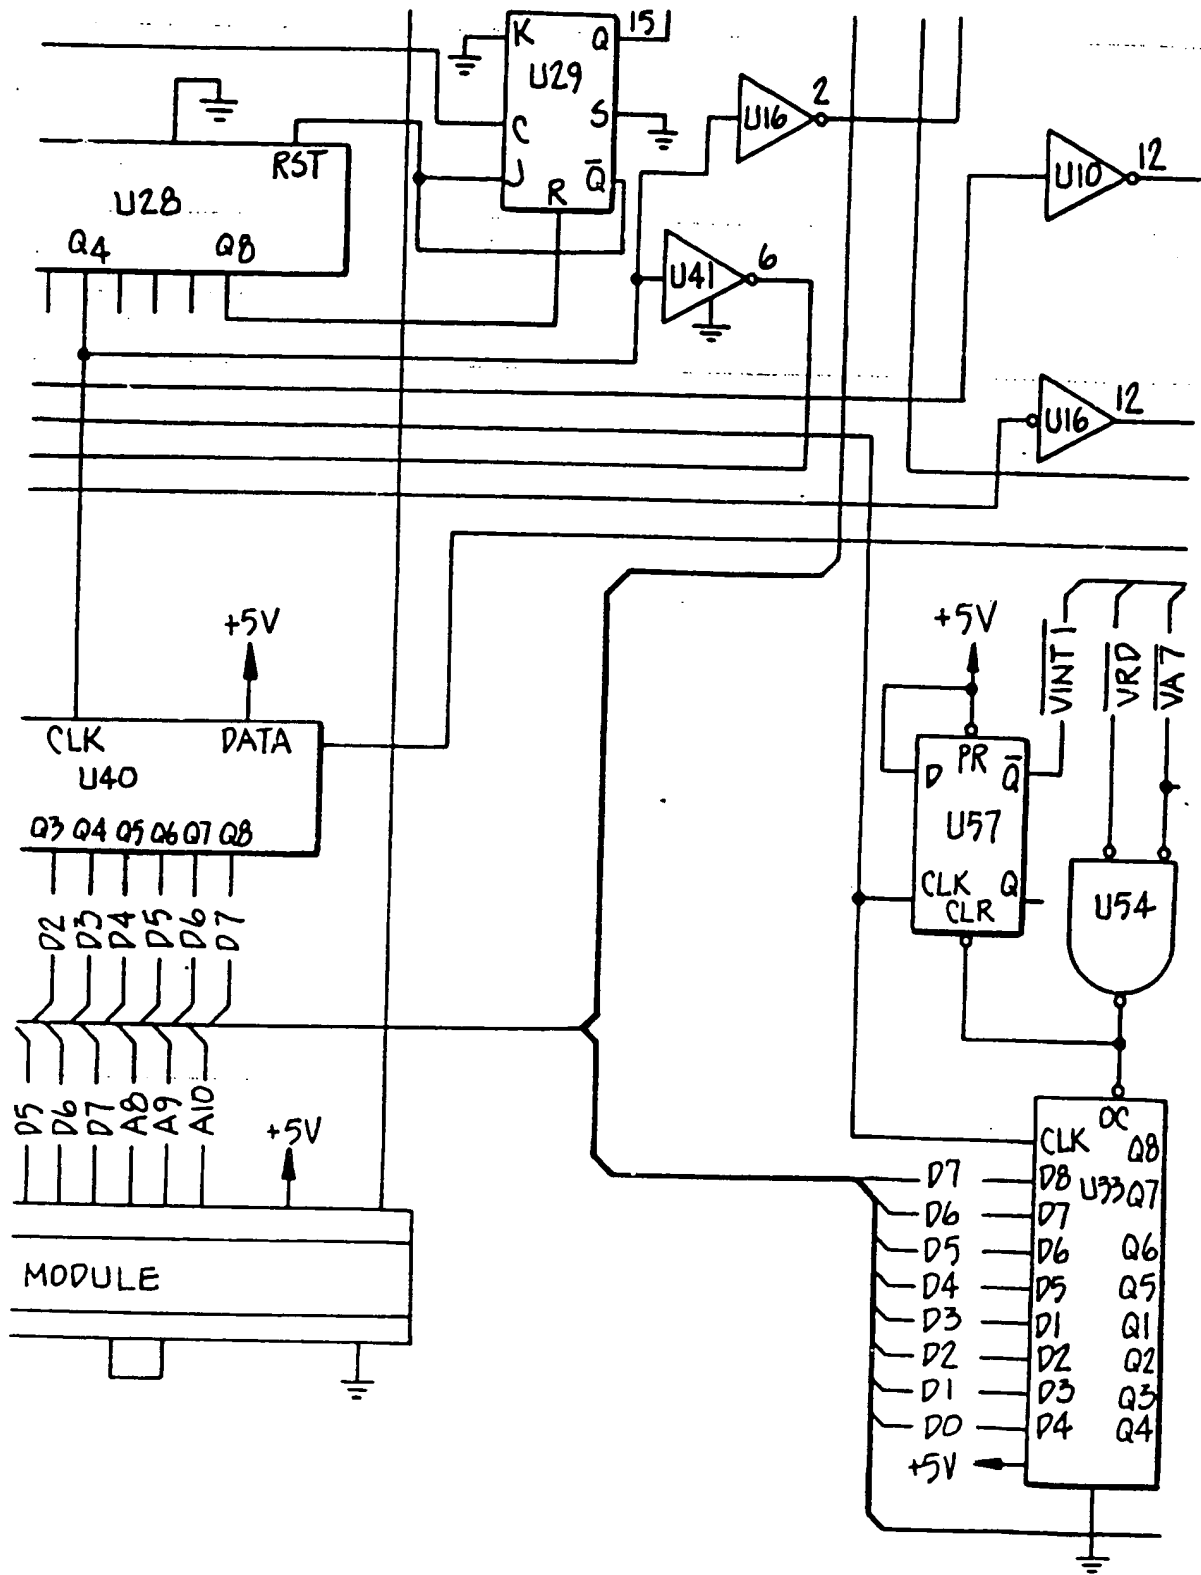 K Q 15
U29
S
C
J Q̅
R
U16 2
RST
U28
Q4 Q8
U10 12
U41 6
U16 12
+5V
CLK DATA
U40
Q3 Q4 Q5 Q6 Q7 Q8
D2 D3 D4 D5 D6 D7
D5 D6 D7 A8 A9 A10
+5V
MODULE
+5V
V̅I̅N̅T̅1̅ V̅R̅D̅ V̅A̅7̅
PR
D Q̅
U57
CLK Q
CLR
U54
OC
CLK Q8
U33
D7 D8 Q7
D6 D7
D5 D6 Q6
D4 D5 Q5
D3 D1 Q1
D2 D2 Q2
D1 D3 Q3
D0 D4 Q4
+5V